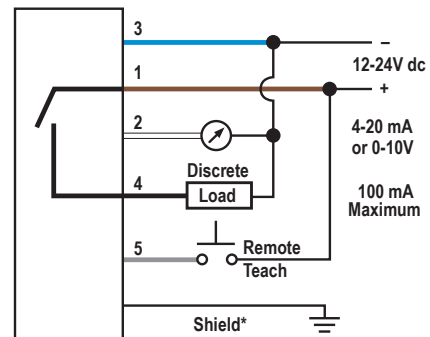 3
–
12-24V dc
1
+
2
4-20 mA
or 0-10V
Discrete
4
Load
100 mA
Maximum
5
Remote
Teach
Shield*